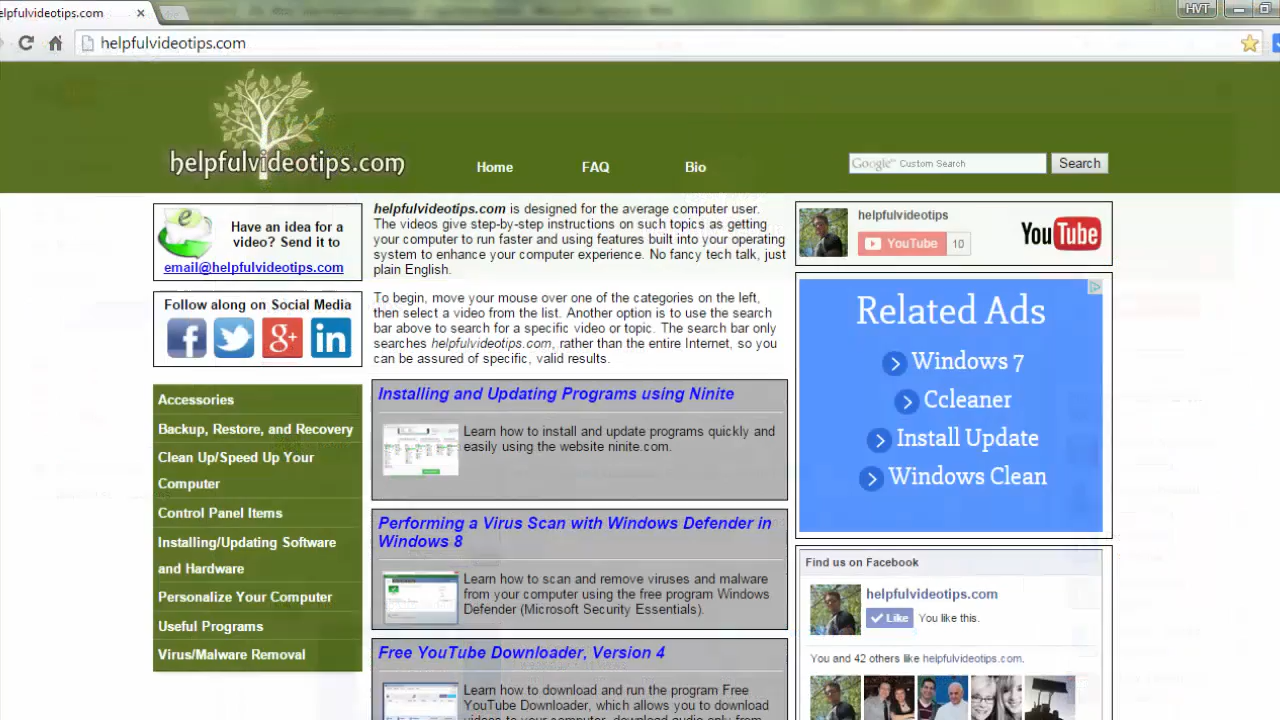 elpfulvideotips.com
HVT
helpfulvideotips.com
helpfulvideotips.com
Home
FAQ
Bio
Google™ Custom Search
Search
Have an idea for a
video? Send it to
email@helpfulvideotips.com
Follow along on Social Media
Accessories
Backup, Restore, and Recovery
Clean Up/Speed Up Your
Computer
Control Panel Items
Installing/Updating Software
and Hardware
Personalize Your Computer
Useful Programs
Virus/Malware Removal
helpfulvideotips.com is designed for the average computer user.
The videos give step-by-step instructions on such topics as getting
your computer to run faster and using features built into your operating
system to enhance your computer experience. No fancy tech talk, just
plain English.
To begin, move your mouse over one of the categories on the left,
then select a video from the list. Another option is to use the search
bar above to search for a specific video or topic. The search bar only
searches helpfulvideotips.com, rather than the entire Internet, so you
can be assured of specific, valid results.
Installing and Updating Programs using Ninite
Learn how to install and update programs quickly and
easily using the website ninite.com.
Performing a Virus Scan with Windows Defender in
Windows 8
Learn how to scan and remove viruses and malware
from your computer using the free program Windows
Defender (Microsoft Security Essentials).
Free YouTube Downloader, Version 4
Learn how to download and run the program Free
YouTube Downloader, which allows you to download
videos to your computer, download audio only from
helpfulvideotips
YouTube
10
YouTube
Related Ads
Windows 7
Ccleaner
Install Update
Windows Clean
Find us on Facebook
helpfulvideotips.com
Like
You like this.
You and 42 others like helpfulvideotips.com.